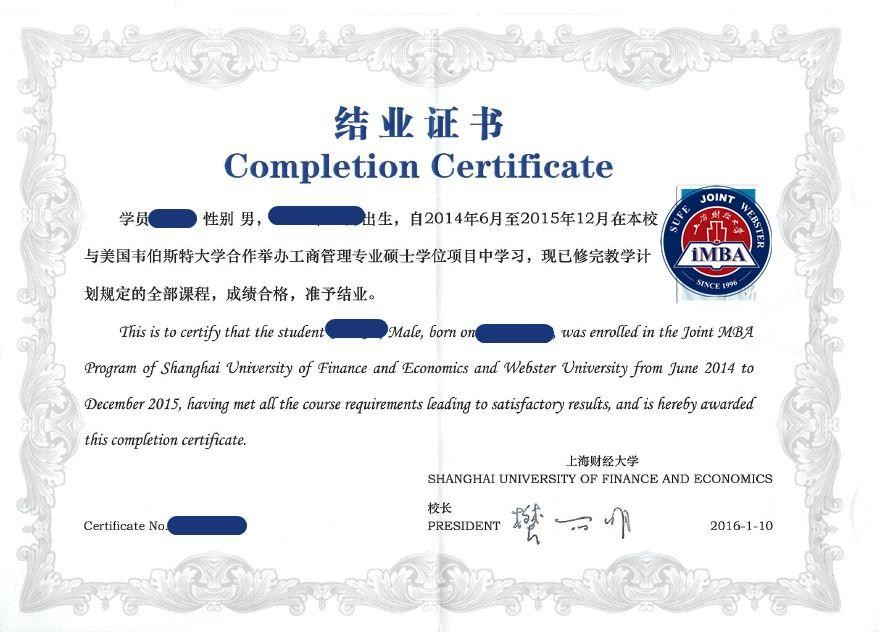 结业证书
Completion Certificate
学员 性别 男， 出生，自2014年6月至2015年12月在本校
与美国韦伯斯特大学合作举办工商管理专业硕士学位项目中学习，现已修完教学计
划规定的全部课程，成绩合格，准予结业。
SUFE JOINT WEBSTER
上海财经大学
iMBA
SINCE 1996
This is to certify that the student , Male, born on , was enrolled in the Joint MBA
Program of Shanghai University of Finance and Economics and Webster University from June 2014 to
December 2015, having met all the course requirements leading to satisfactory results, and is hereby awarded
this completion certificate.
上海财经大学
SHANGHAI UNIVERSITY OF FINANCE AND ECONOMICS
校长
PRESIDENT
Certificate No.
2016-1-10